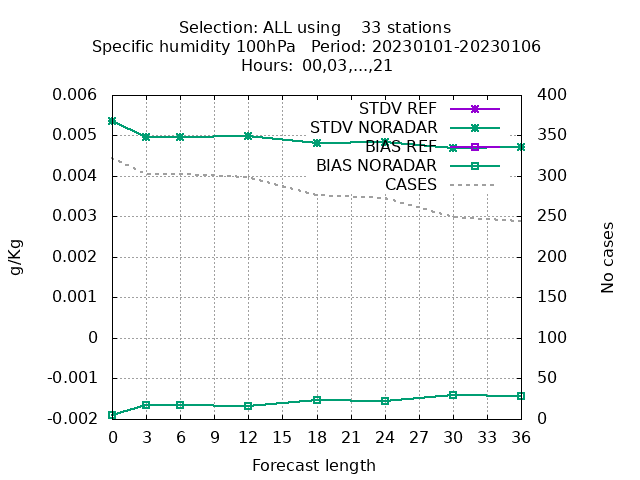 Selection: ALL using    33 stations
Specific humidity 100hPa   Period: 20230101-20230106
Hours: 00,03,...,21
STDV REF
STDV NORADAR
BIAS REF
BIAS NORADAR
CASES
g/Kg
0.006
0.005
0.004
0.003
0.002
0.001
0
-0.001
-0.002
400
350
300
250
200
150
100
50
0
No cases
0 3 6 9 12 15 18 21 24 27 30 33 36
Forecast length